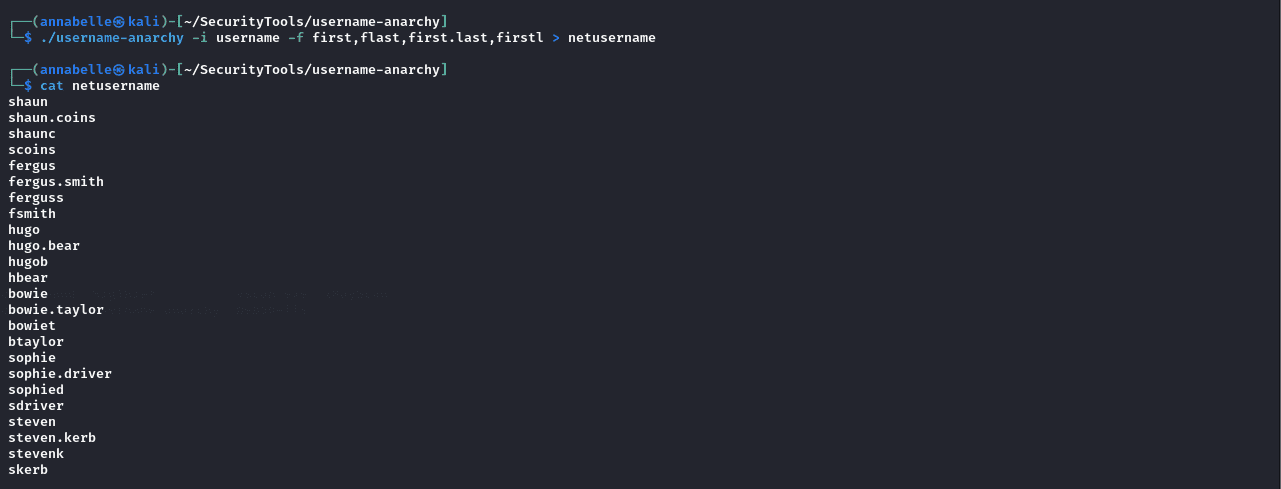 ┌──(annabelle㉿kali)-[~/SecurityTools/username-anarchy]
└─$ ./username-anarchy -i username -f first,flast,first.last,firstl > netusername
┌──(annabelle㉿kali)-[~/SecurityTools/username-anarchy]
└─$ cat netusername
shaun
shaun.coins
shaunc
scoins
fergus
fergus.smith
ferguss
fsmith
hugo
hugo.bear
hugob
hbear
bowie
bowie.taylor
bowiet
btaylor
sophie
sophie.driver
sophied
sdriver
steven
steven.kerb
stevenk
skerb